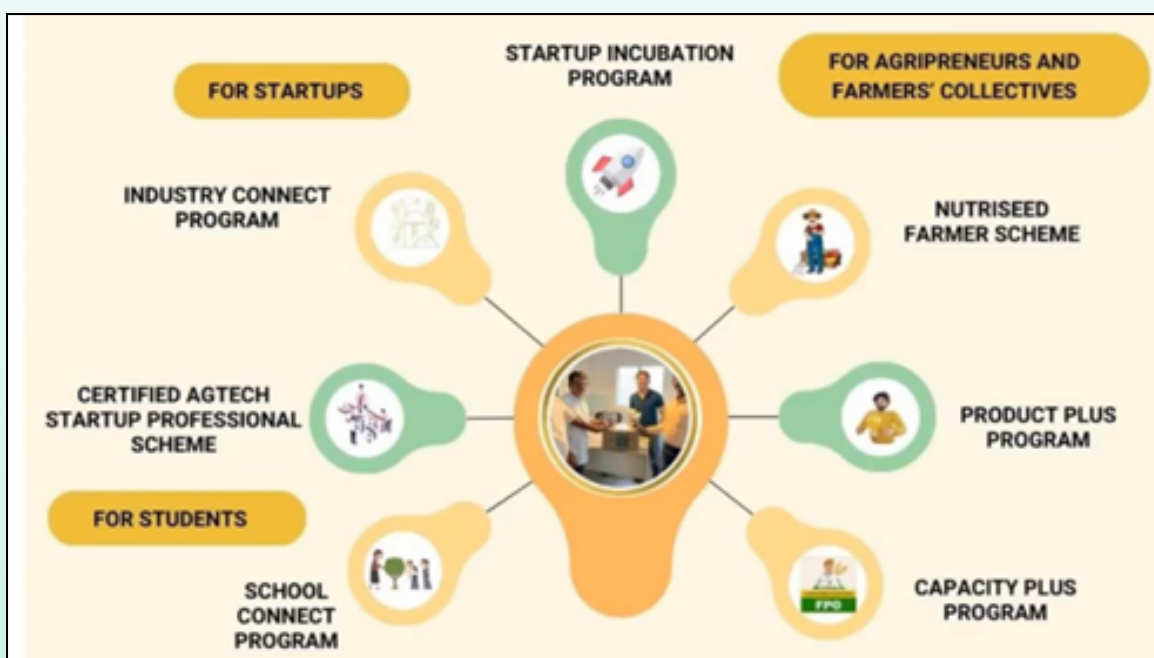 STARTUP INCUBATION
PROGRAM
FOR AGRIPRENEURS AND
FARMERS' COLLECTIVES
FOR STARTUPS
INDUSTRY CONNECT
PROGRAM
NUTRISEED
FARMER SCHEME
CERTIFIED AGTECH
STARTUP PROFESSIONAL
SCHEME
PRODUCT PLUS
PROGRAM
FOR STUDENTS
SCHOOL
CONNECT
PROGRAM
FPO
CAPACITY PLUS
PROGRAM